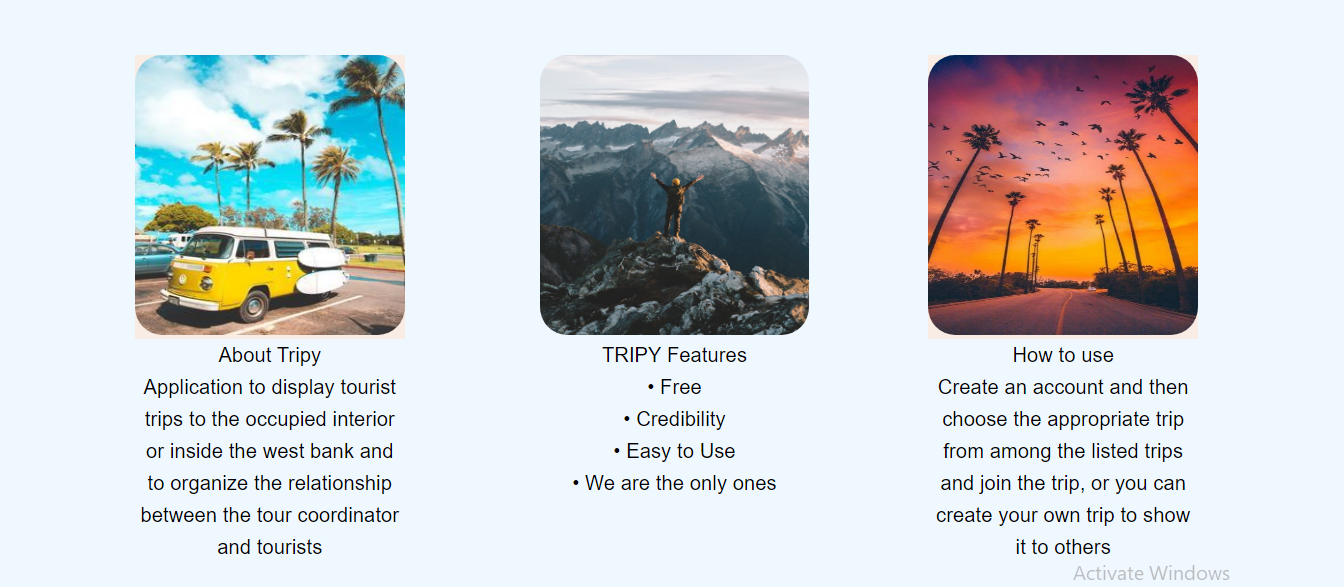 About Tripy
Application to display tourist
trips to the occupied interior
or inside the west bank and
to organize the relationship
between the tour coordinator
and tourists
TRIPY Features
• Free
• Credibility
• Easy to Use
• We are the only ones
How to use
Create an account and then
choose the appropriate trip
from among the listed trips
and join the trip, or you can
create your own trip to show
it to others
Activate Windows